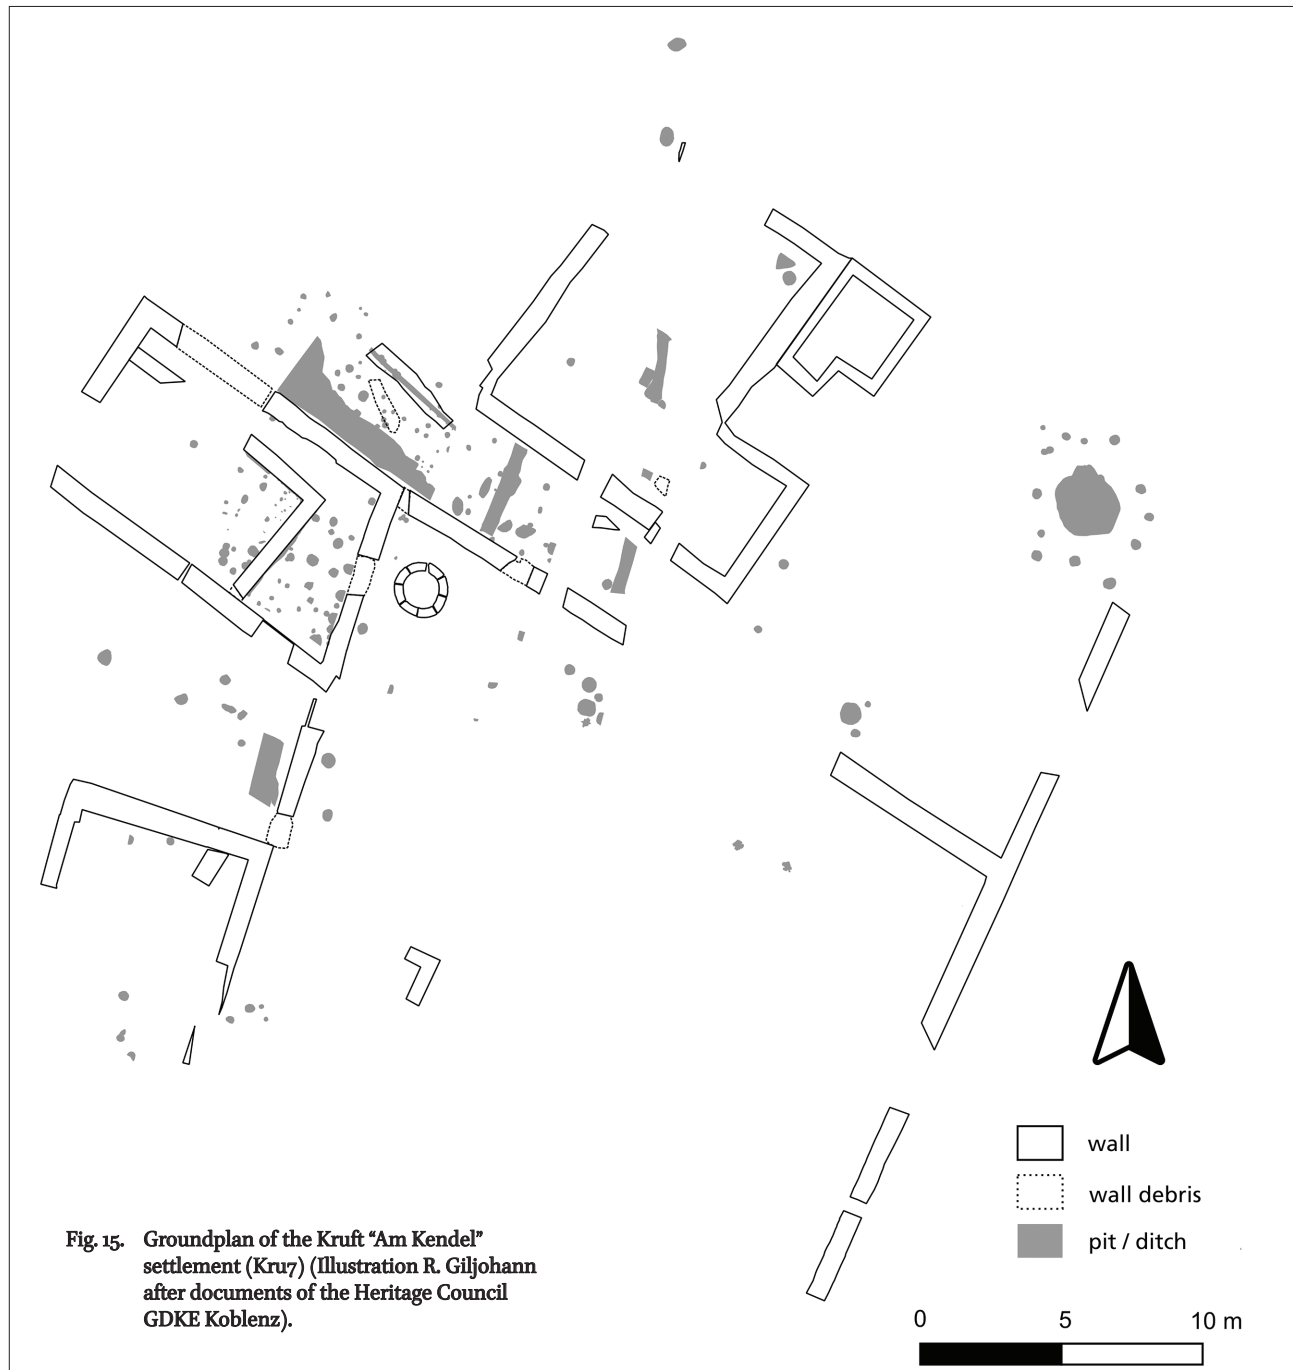 wall
wall debris
pit / ditch
Fig. 15. Groundplan of the Kruft “Am Kendel”
settlement (Kru7) (Illustration R. Giljohann
after documents of the Heritage Council
GDKE Koblenz).
0 5 10 m